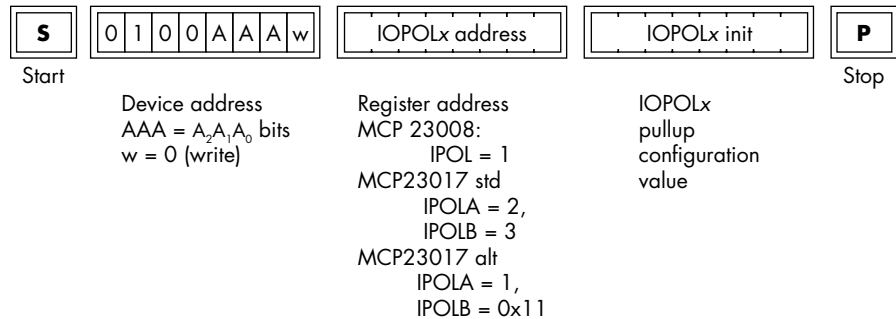 S 0 1 0 0 A A A w IOPOLx address IOPOLx init P
Start Stop
Device address
AAA = A₂A₁A₀ bits
w = 0 (write)
Register address
MCP 23008:
IPOL = 1
MCP23017 std
IPOLA = 2,
IPOLB = 3
MCP23017 alt
IPOLA = 1,
IPOLB = 0x11
IOPOLx
pullup
configuration
value